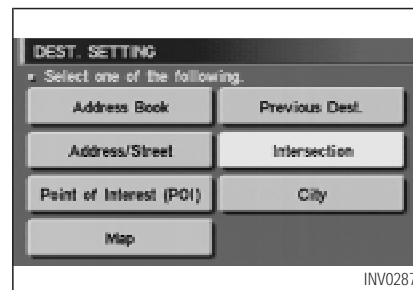 DEST. SETTING
Select one of the following.
Address Book
Previous Dest.
Address/Street
Intersection
Point of Interest (POI)
City
Map
INV0287